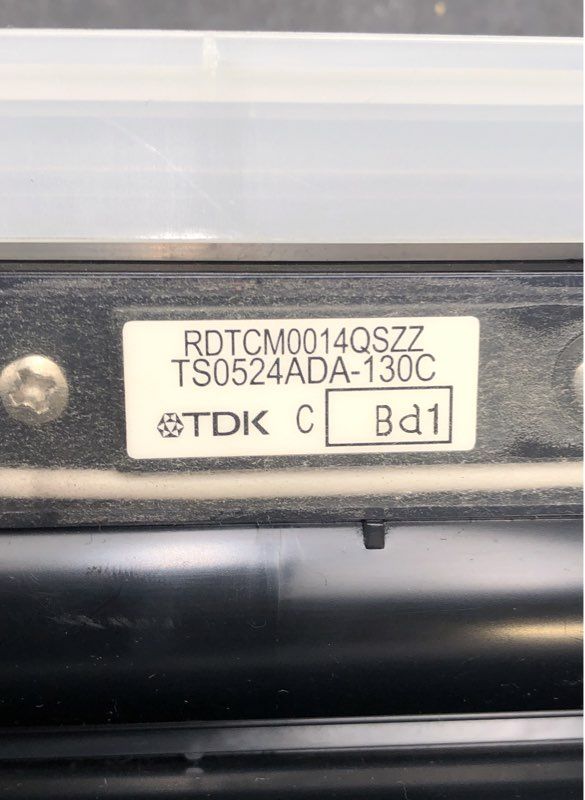 RDTCM0014QSZZ
TS0524ADA-130C
TDK C Bd1